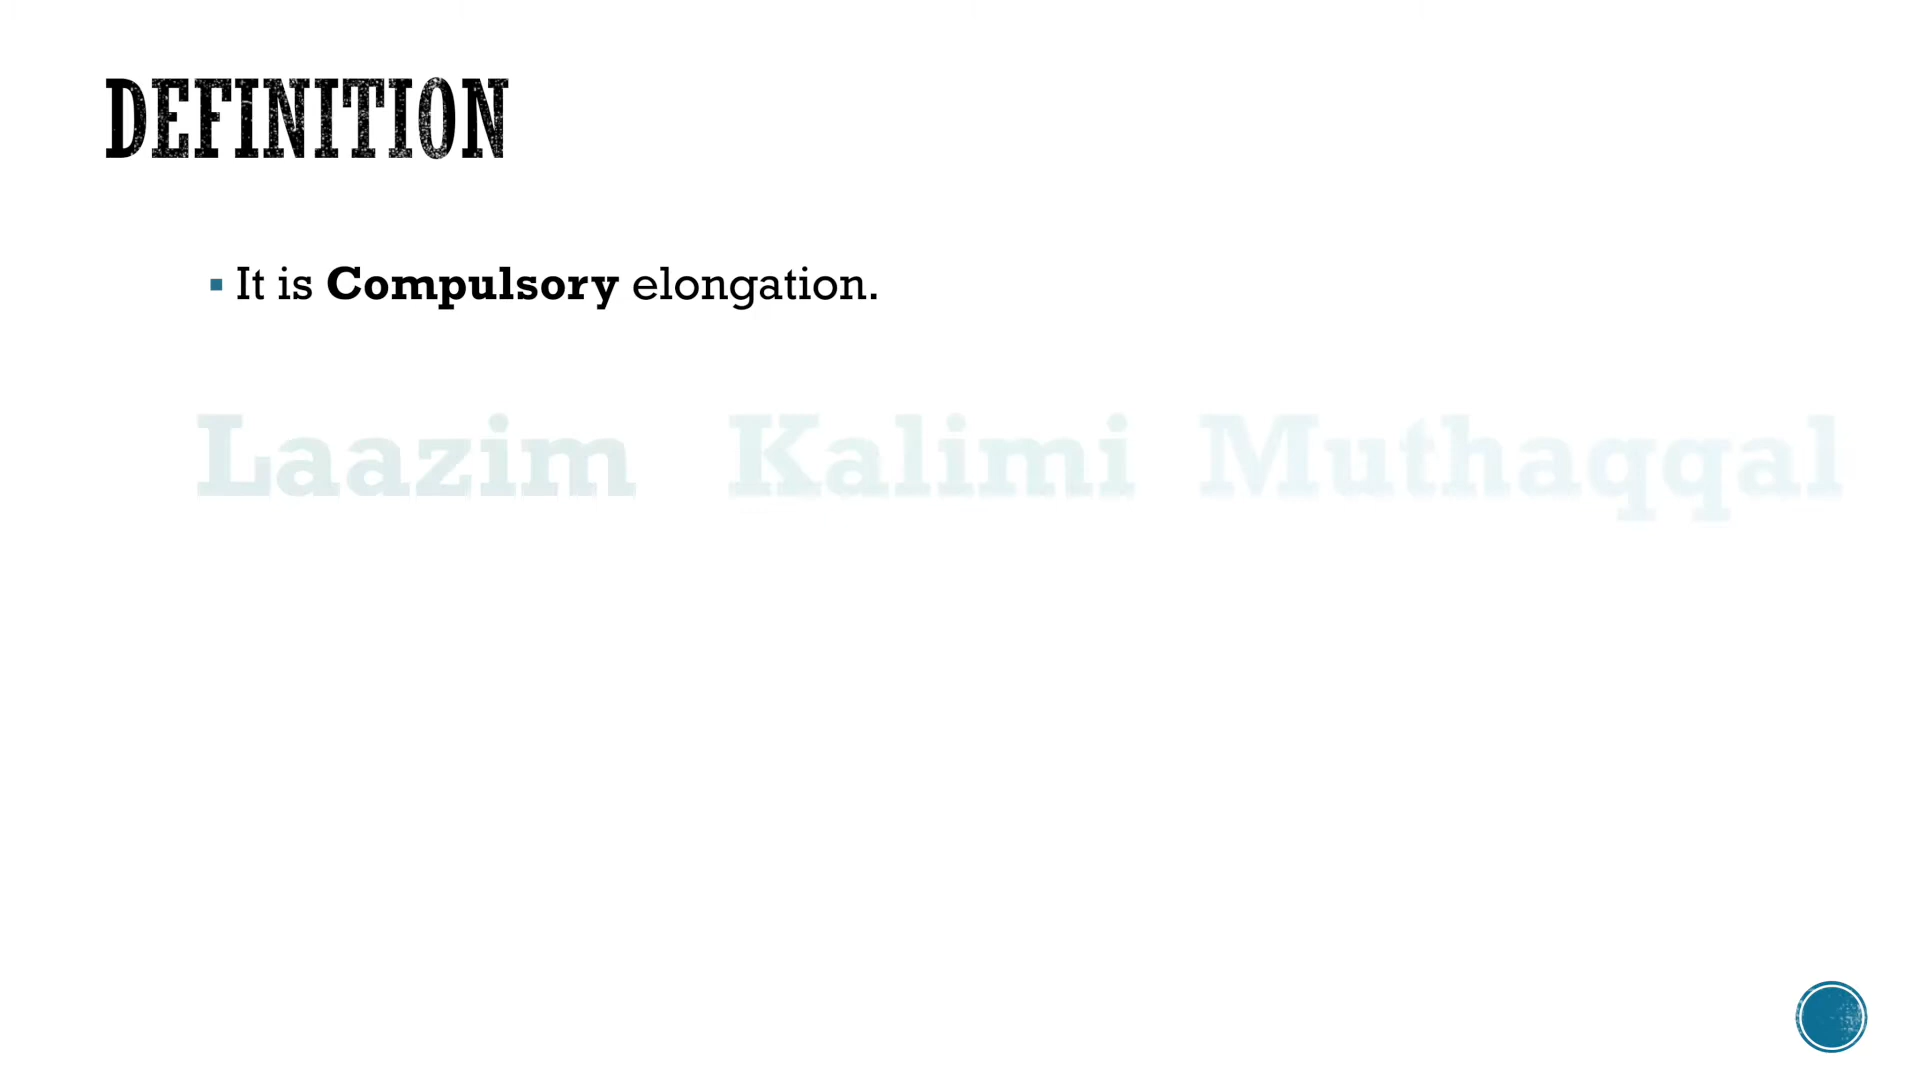 DEFINITION
▪ It is Compulsory elongation.
Laazim Kalimi Muthaqqal